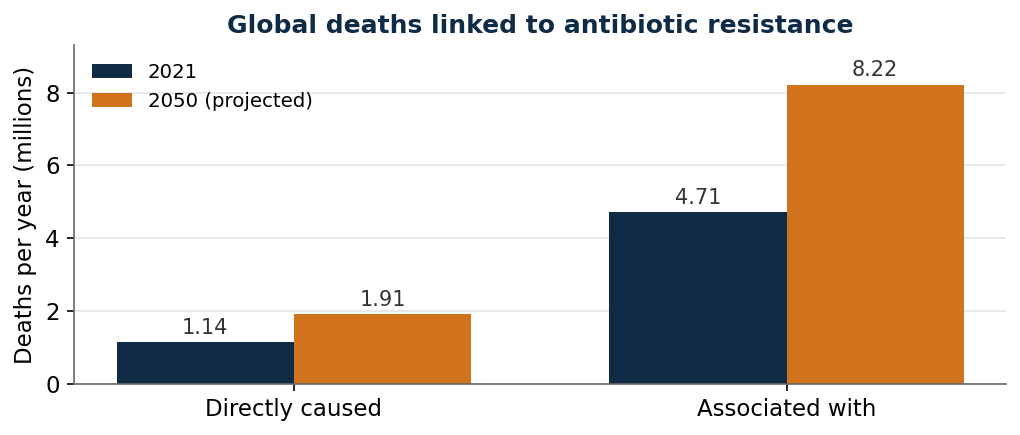 Global deaths linked to antibiotic resistance
2021
2050 (projected)
Deaths per year (millions)
8
6
4
2
0
1.14
1.91
4.71
8.22
Directly caused
Associated with